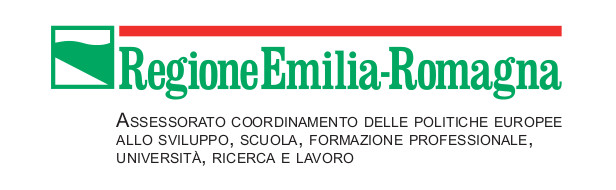 RegioneEmilia-Romagna
ASSESSORATO COORDINAMENTO DELLE POLITICHE EUROPEE
ALLO SVILUPPO, SCUOLA, FORMAZIONE PROFESSIONALE,
UNIVERSITÀ, RICERCA E LAVORO